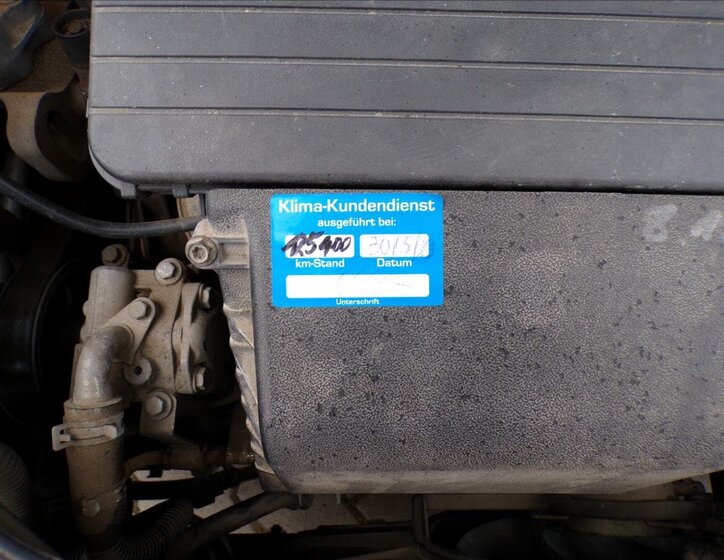 Klima-Kundendienst
ausgeführt bei:
125400
km-Stand Datum
Unterschrift